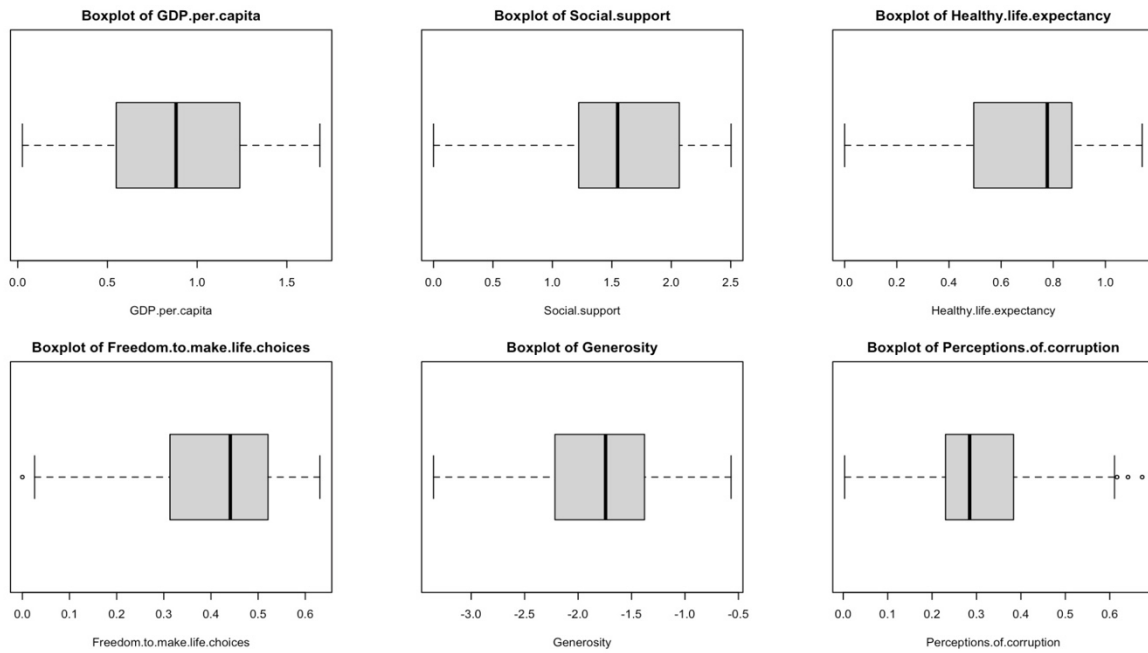 Boxplot of GDP.per.capita
0.0 0.5 1.0 1.5
GDP.per.capita
Boxplot of Social.support
0.0 0.5 1.0 1.5 2.0 2.5
Social.support
Boxplot of Healthy.life.expectancy
0.0 0.2 0.4 0.6 0.8 1.0
Healthy.life.expectancy
Boxplot of Freedom.to.make.life.choices
0.0 0.1 0.2 0.3 0.4 0.5 0.6
Freedom.to.make.life.choices
Boxplot of Generosity
-3.0 -2.5 -2.0 -1.5 -1.0 -0.5
Generosity
Boxplot of Perceptions.of.corruption
0.0 0.1 0.2 0.3 0.4 0.5 0.6
Perceptions.of.corruption